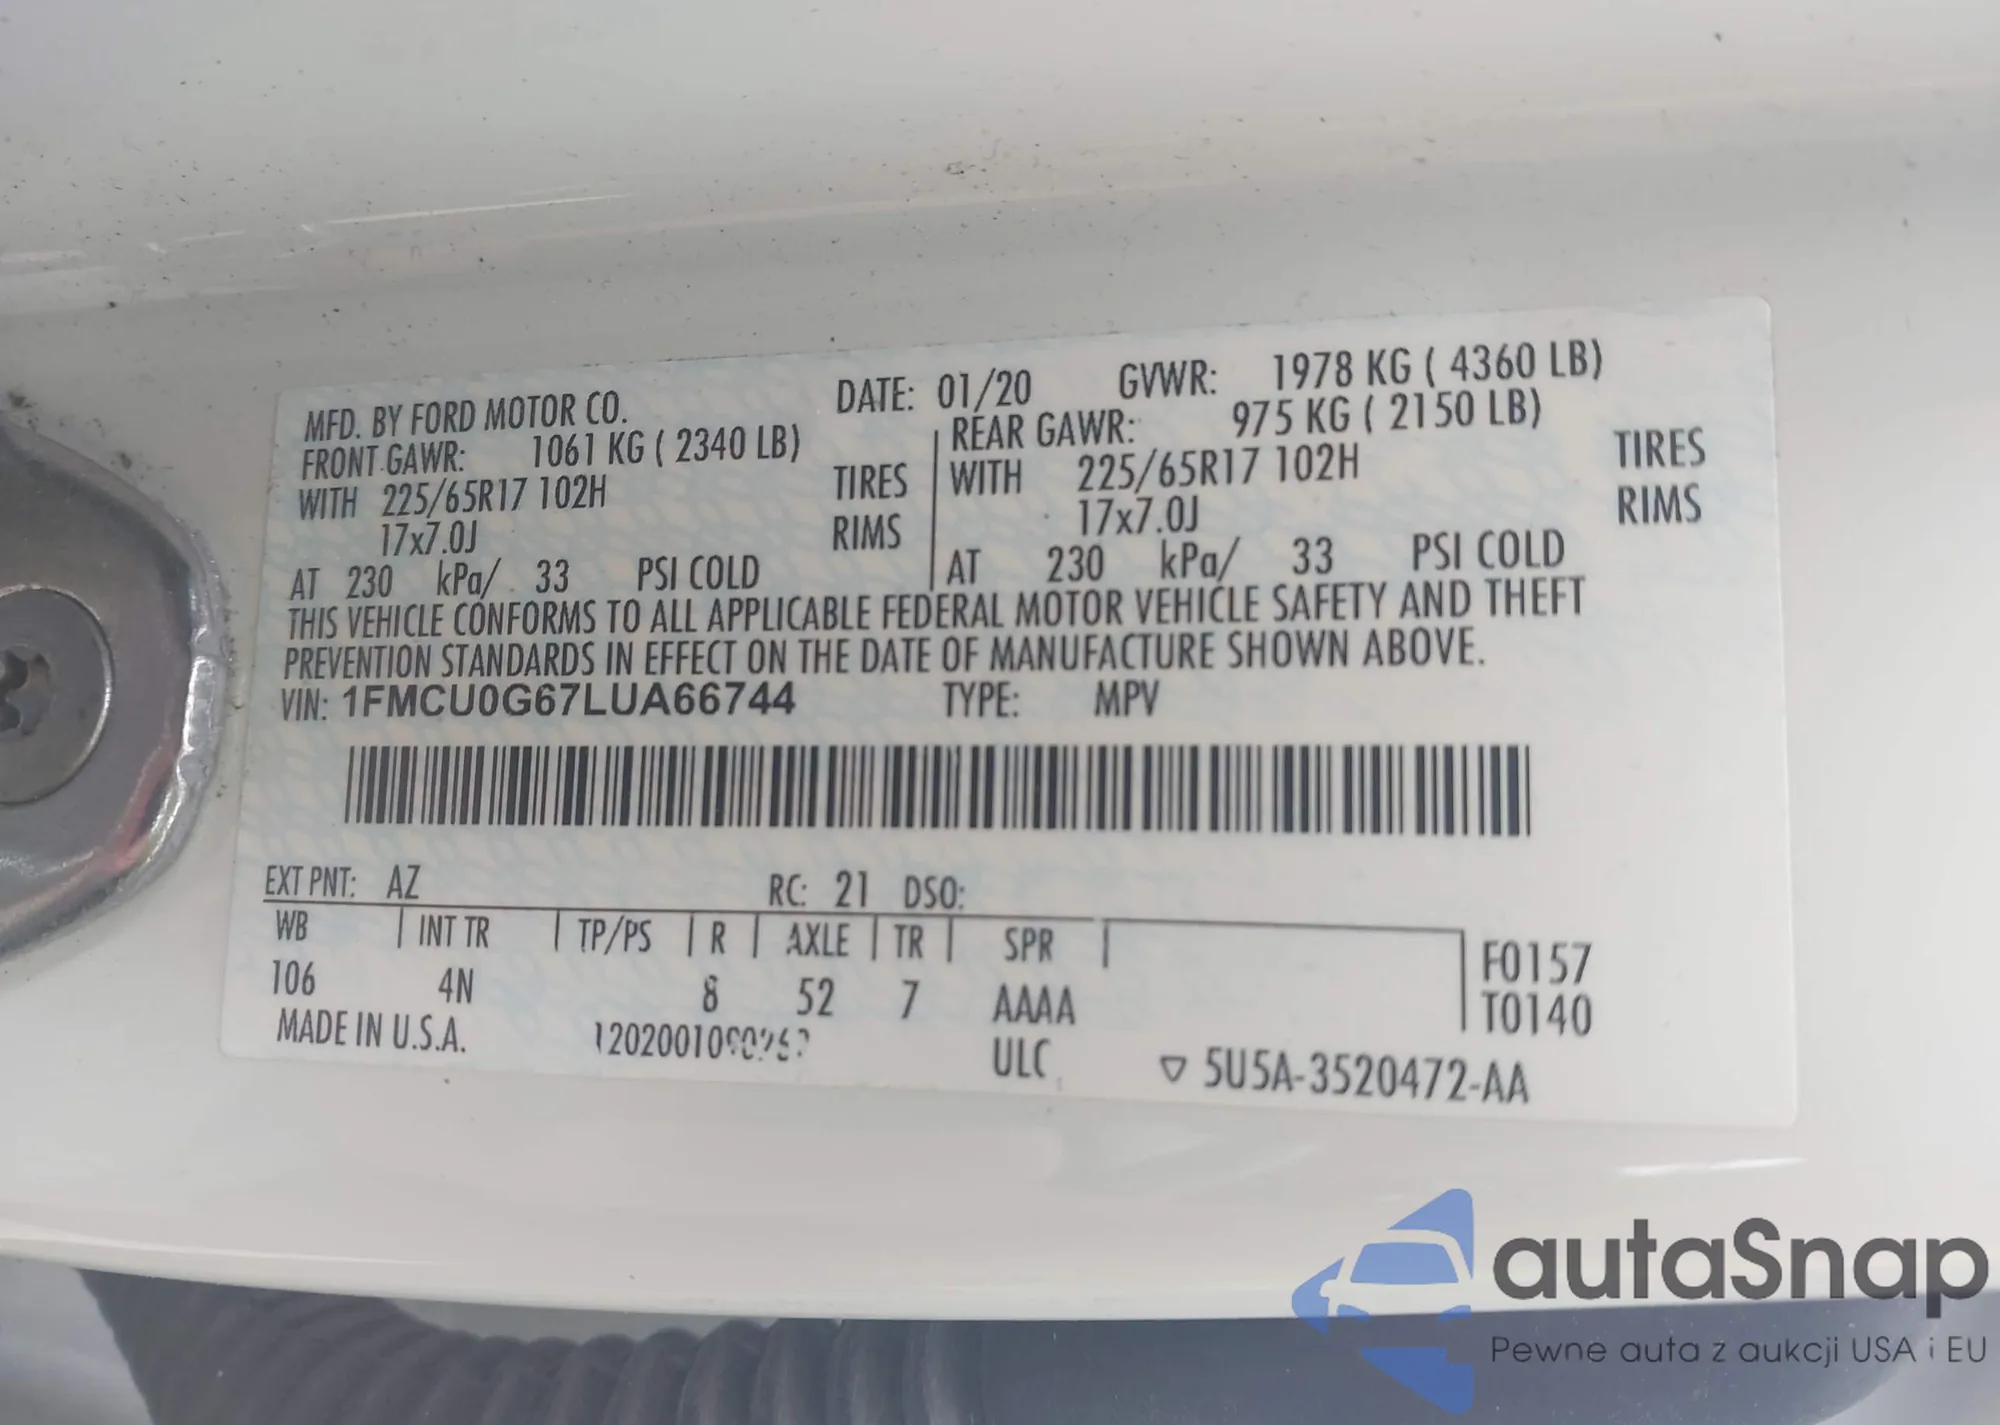 MFD. BY FORD MOTOR CO. DATE: 01/20 GVWR: 1978 KG ( 4360 LB)
FRONT GAWR: 1061 KG ( 2340 LB) REAR GAWR: 975 KG ( 2150 LB)
WITH 225/65R17 102H TIRES WITH 225/65R17 102H TIRES
17x7.0J RIMS 17x7.0J RIMS
AT 230 kPa/ 33 PSI COLD AT 230 kPa/ 33 PSI COLD
THIS VEHICLE CONFORMS TO ALL APPLICABLE FEDERAL MOTOR VEHICLE SAFETY AND THEFT
PREVENTION STANDARDS IN EFFECT ON THE DATE OF MANUFACTURE SHOWN ABOVE.
VIN: 1FMCU0G67LUA66744 TYPE: MPV
EXT PNT: AZ RC: 21 DSO:
WB INT TR TP/PS R AXLE TR SPR F0157
106 4N 8 52 7 AAAA T0140
MADE IN U.S.A. ULC 5U5A-3520472-AA
autaSnap
Pewne auta z aukcji USA i EU